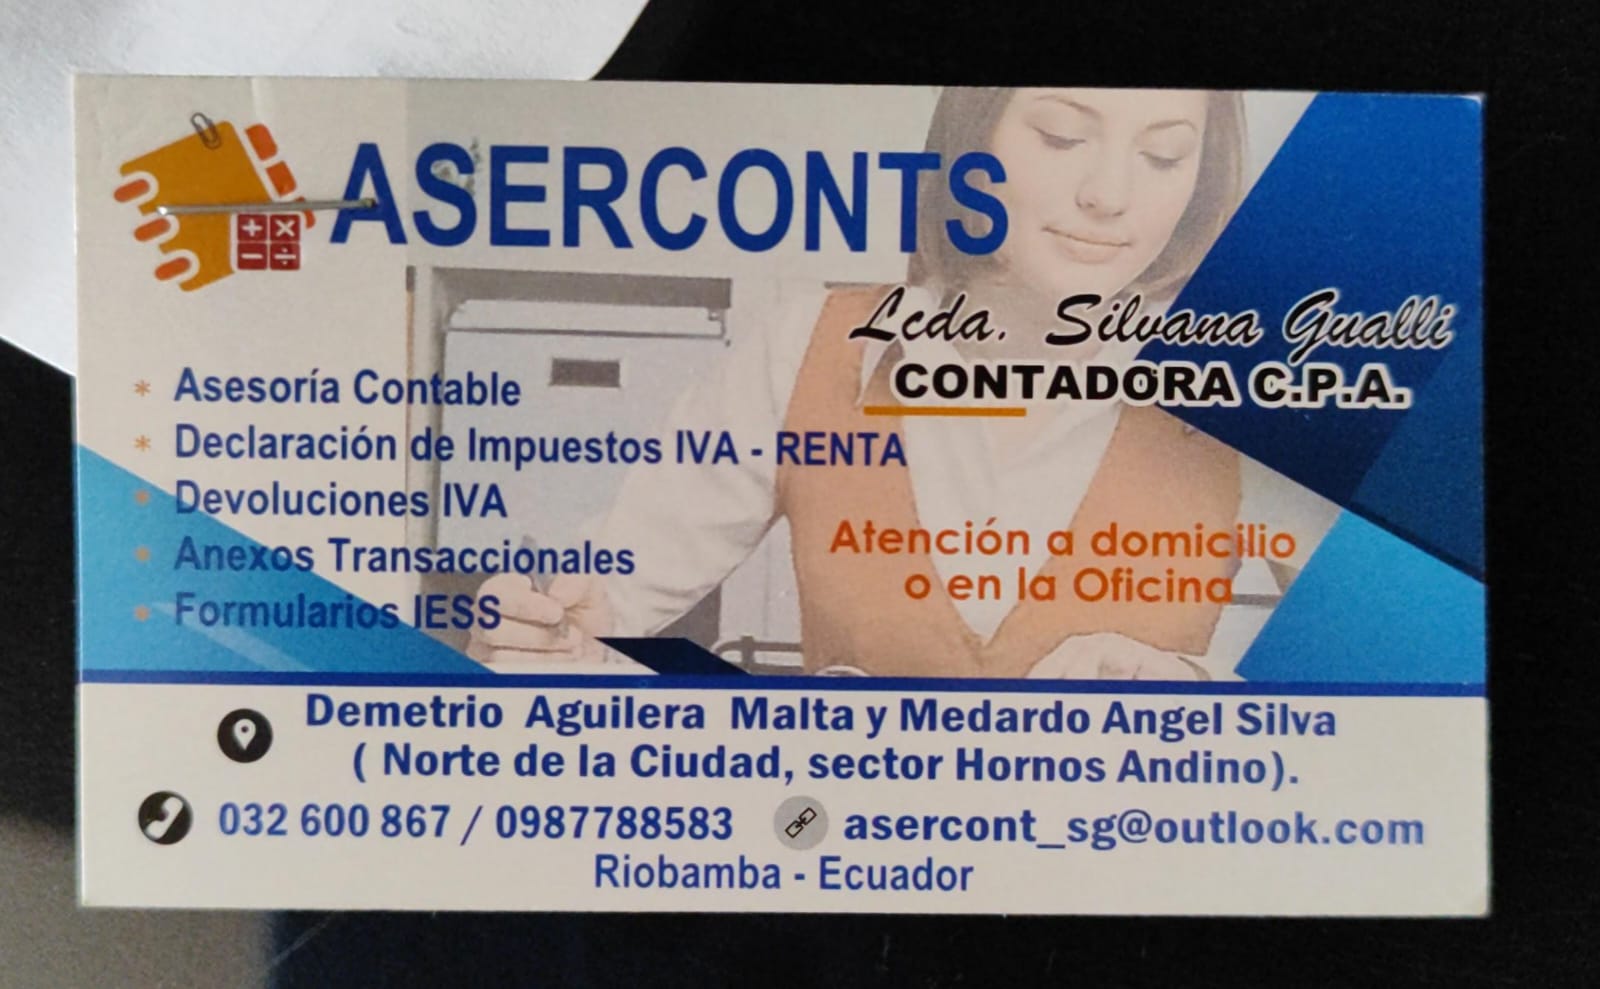 ASERCONTS
Lcda. Silvana Gualli
CONTADORA C.P.A.
* Asesoría Contable
* Declaración de Impuestos IVA - RENTA
* Devoluciones IVA
* Anexos Transaccionales
* Formularios IESS
Atención a domicilio
o en la Oficina
Demetrio Aguilera Malta y Medardo Angel Silva
( Norte de la Ciudad, sector Hornos Andino).
032 600 867 / 0987788583 asercont_sg@outlook.com
Riobamba - Ecuador